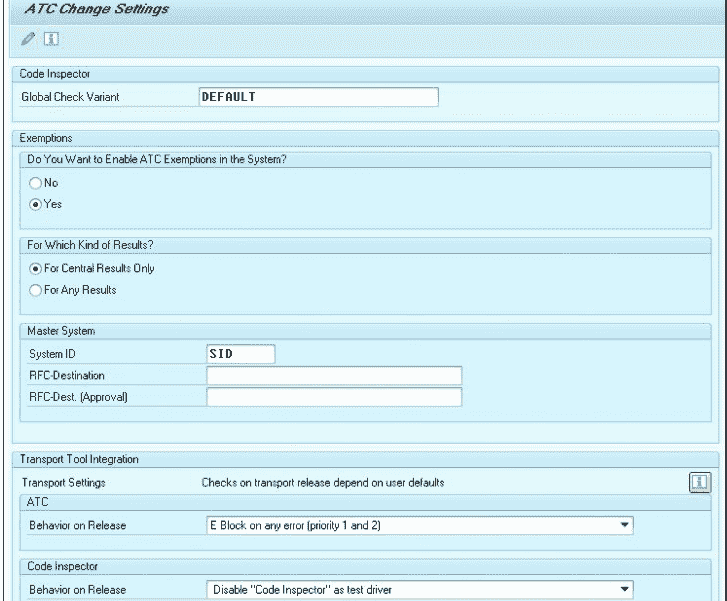 ATC Change Settings
Code Inspector
Global Check Variant DEFAULT
Exemptions
Do You Want to Enable ATC Exemptions in the System?
No
Yes
For Which Kind of Results?
For Central Results Only
For Any Results
Master System
System ID SID
RFC-Destination
RFC-Dest. (Approval)
Transport Tool Integration
Transport Settings Checks on transport release depend on user defaults
ATC
Behavior on Release E Block on any error (priority 1 and 2)
Code Inspector
Behavior on Release Disable "Code Inspector" as test driver